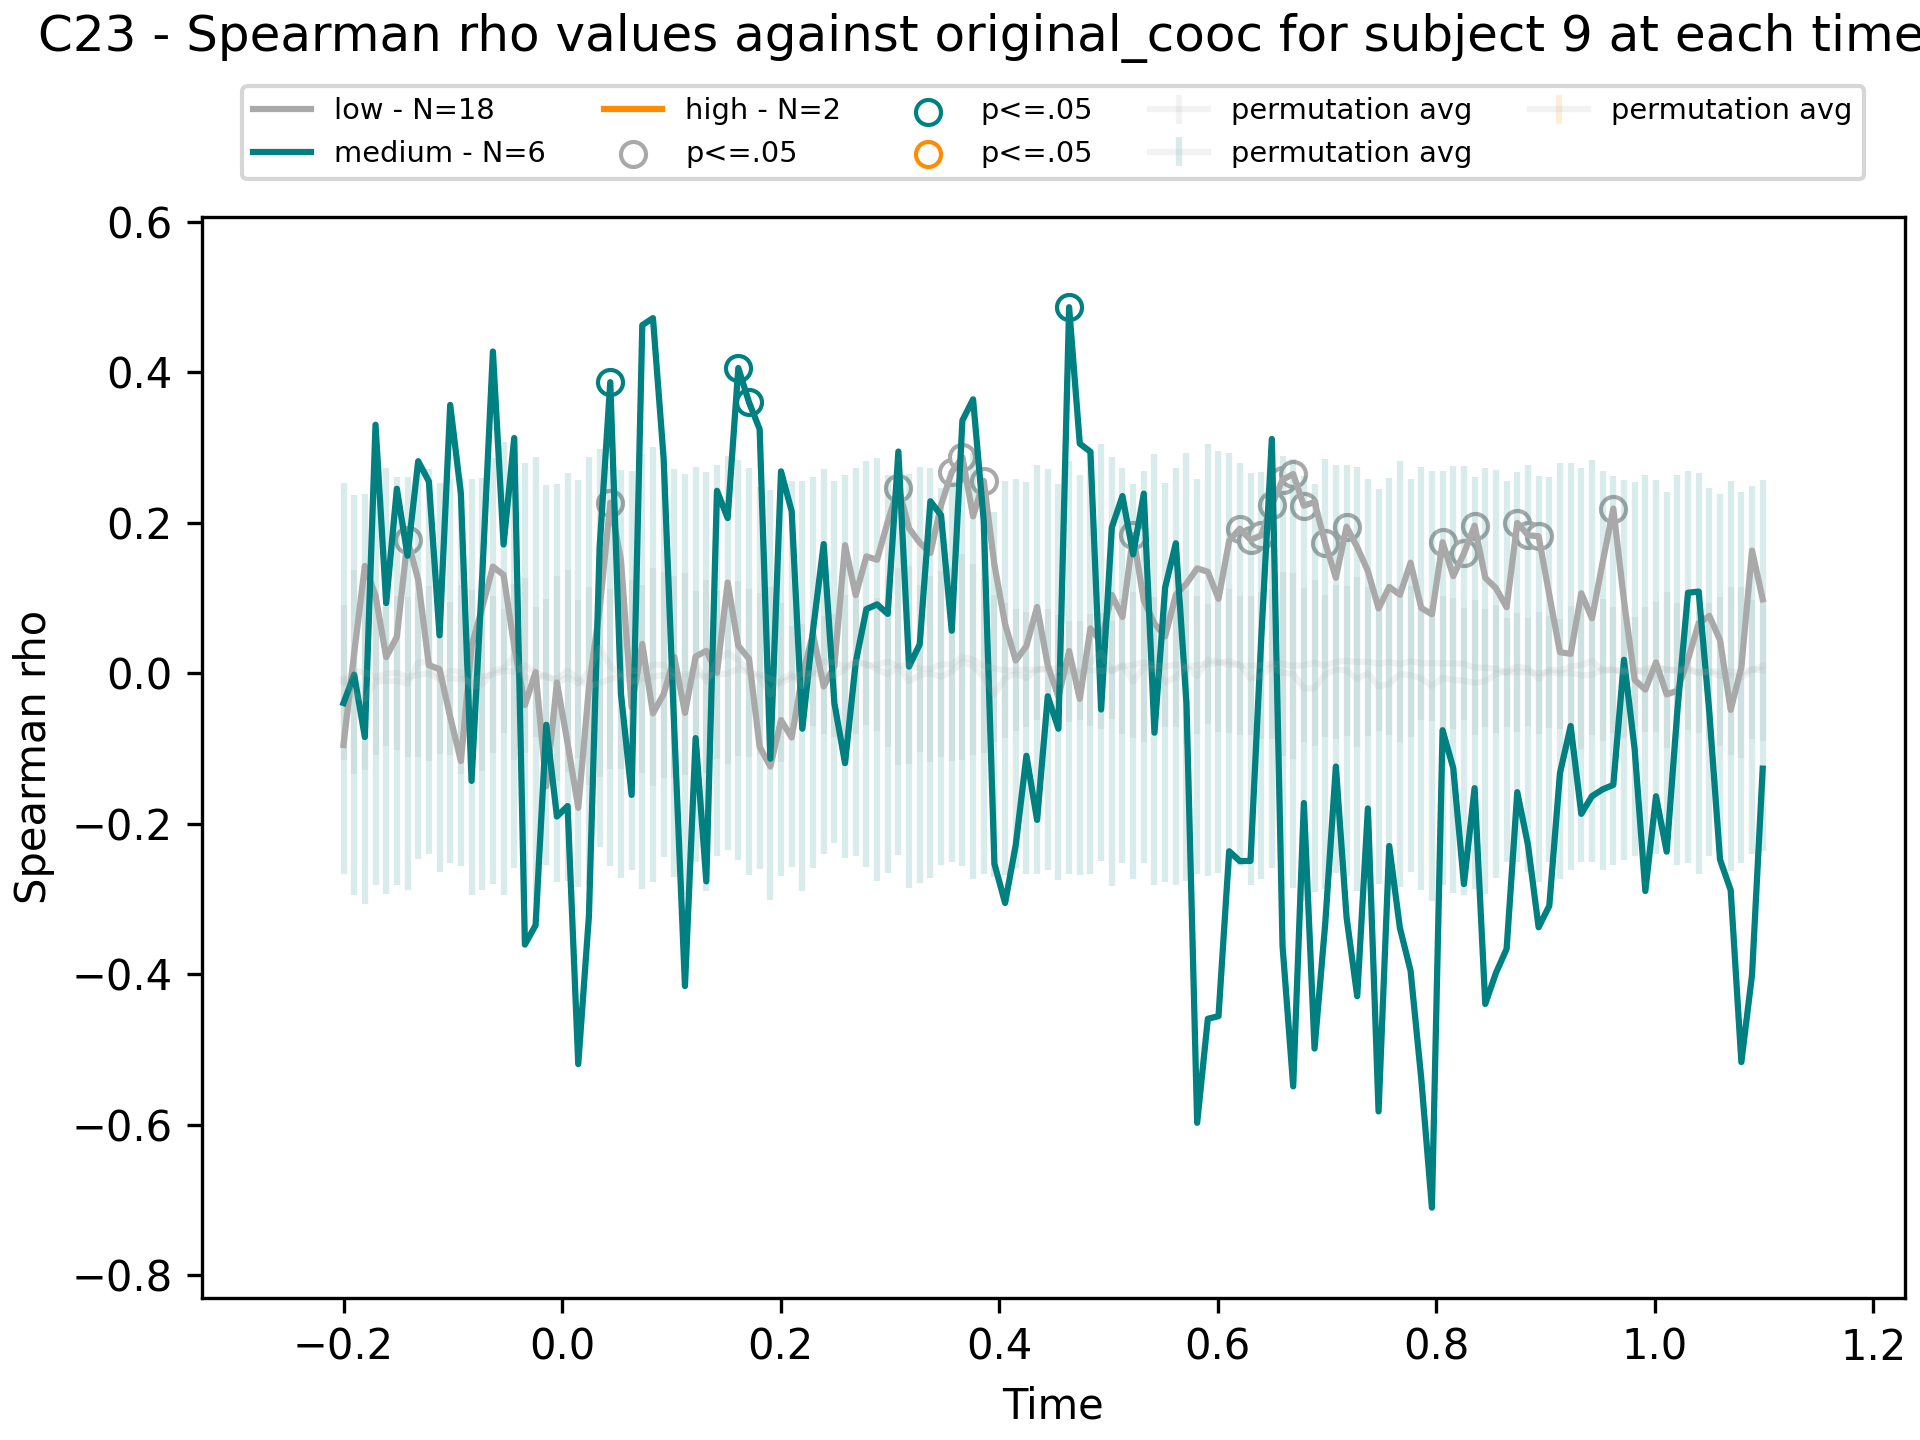 C23 - Spearman rho values against original_cooc for subject 9 at each time
low - N=18 high - N=2 p<=.05 permutation avg permutation avg
medium - N=6 p<=.05 p<=.05 permutation avg
0.6
0.4
0.2
0.0
−0.2
−0.4
−0.6
−0.8
Spearman rho
−0.2 0.0 0.2 0.4 0.6 0.8 1.0 1.2
Time